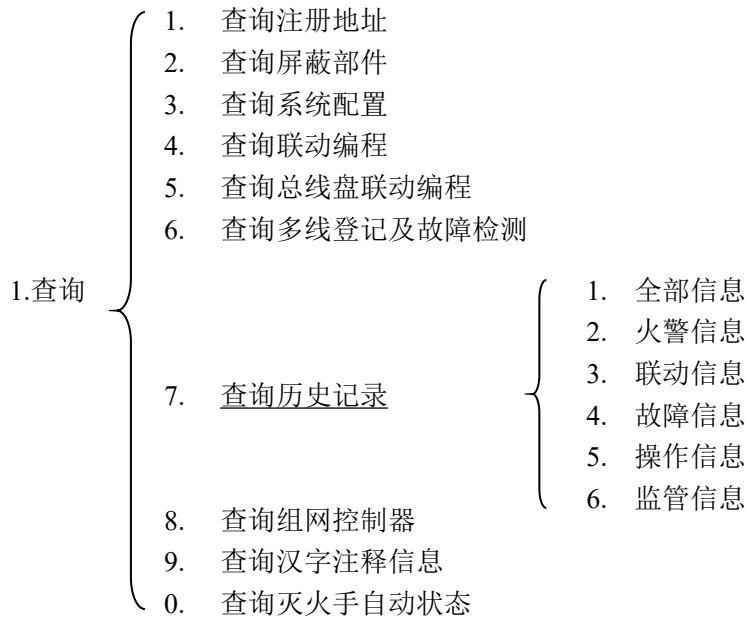 1. 查询注册地址
2. 查询屏蔽部件
3. 查询系统配置
4. 查询联动编程
5. 查询总线盘联动编程
6. 查询多线登记及故障检测
1.查询
7. 查询历史记录
1. 全部信息
2. 火警信息
3. 联动信息
4. 故障信息
5. 操作信息
6. 监管信息
8. 查询组网控制器
9. 查询汉字注释信息
0. 查询灭火手自动状态